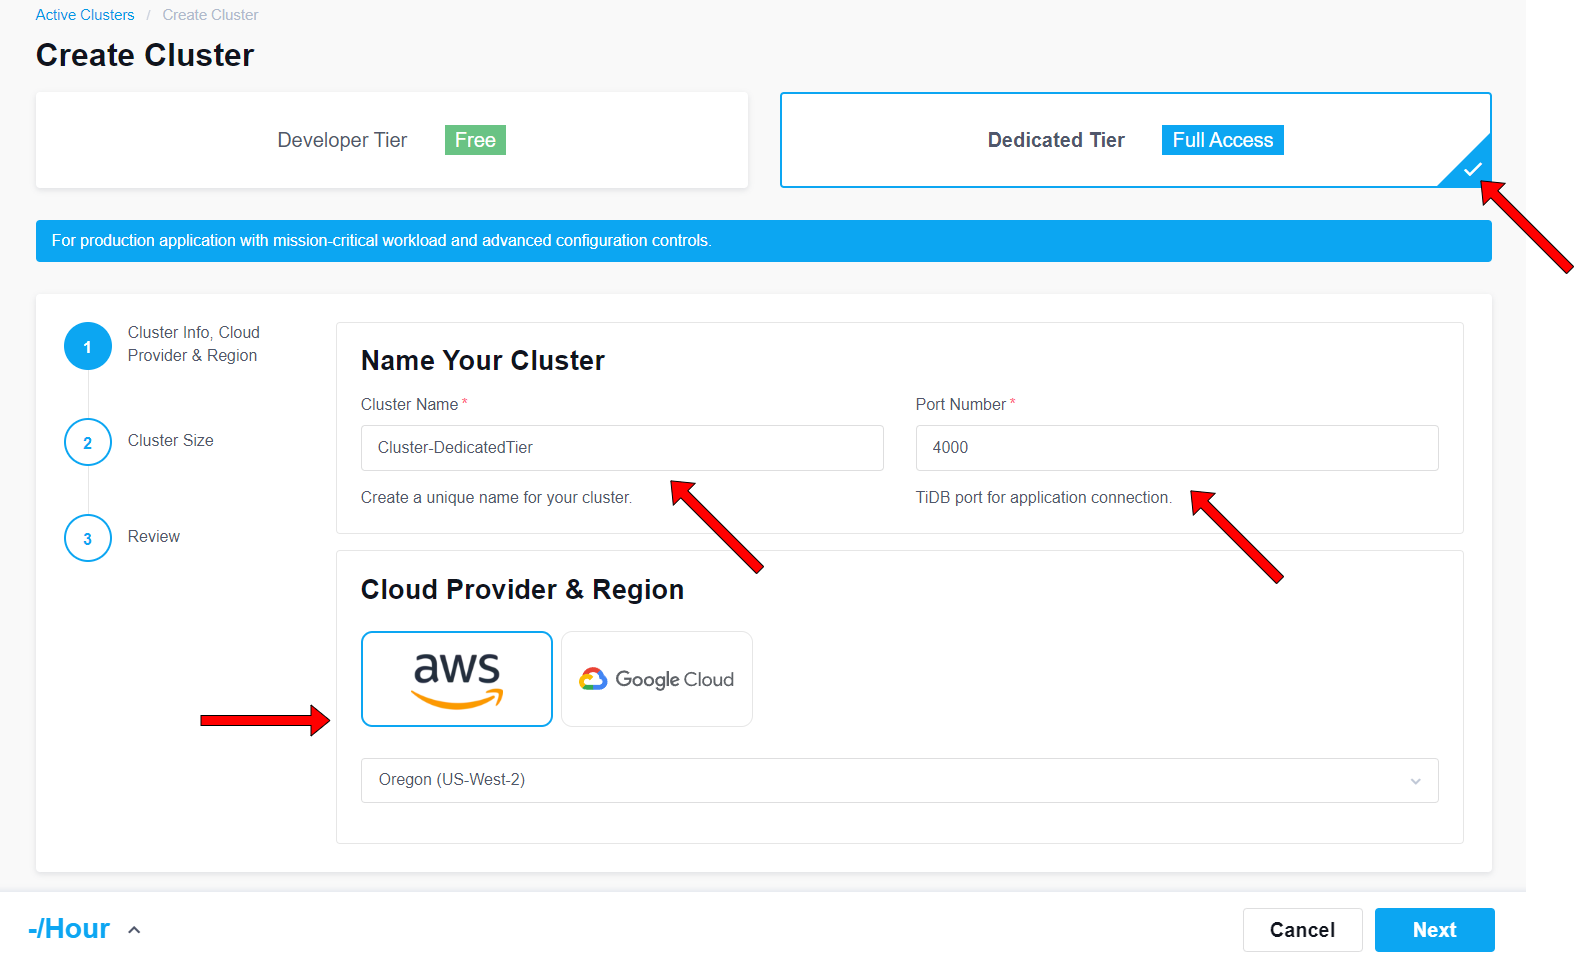 Active Clusters / Create Cluster
Create Cluster
Developer Tier Free
Dedicated Tier Full Access
For production application with mission-critical workload and advanced configuration controls.
1 Cluster Info, Cloud
Provider & Region
2 Cluster Size
3 Review
Name Your Cluster
Cluster Name *
Cluster-DedicatedTier
Create a unique name for your cluster.
Port Number *
4000
TiDB port for application connection.
Cloud Provider & Region
aws
Google Cloud
Oregon (US-West-2)
-/Hour
Cancel
Next